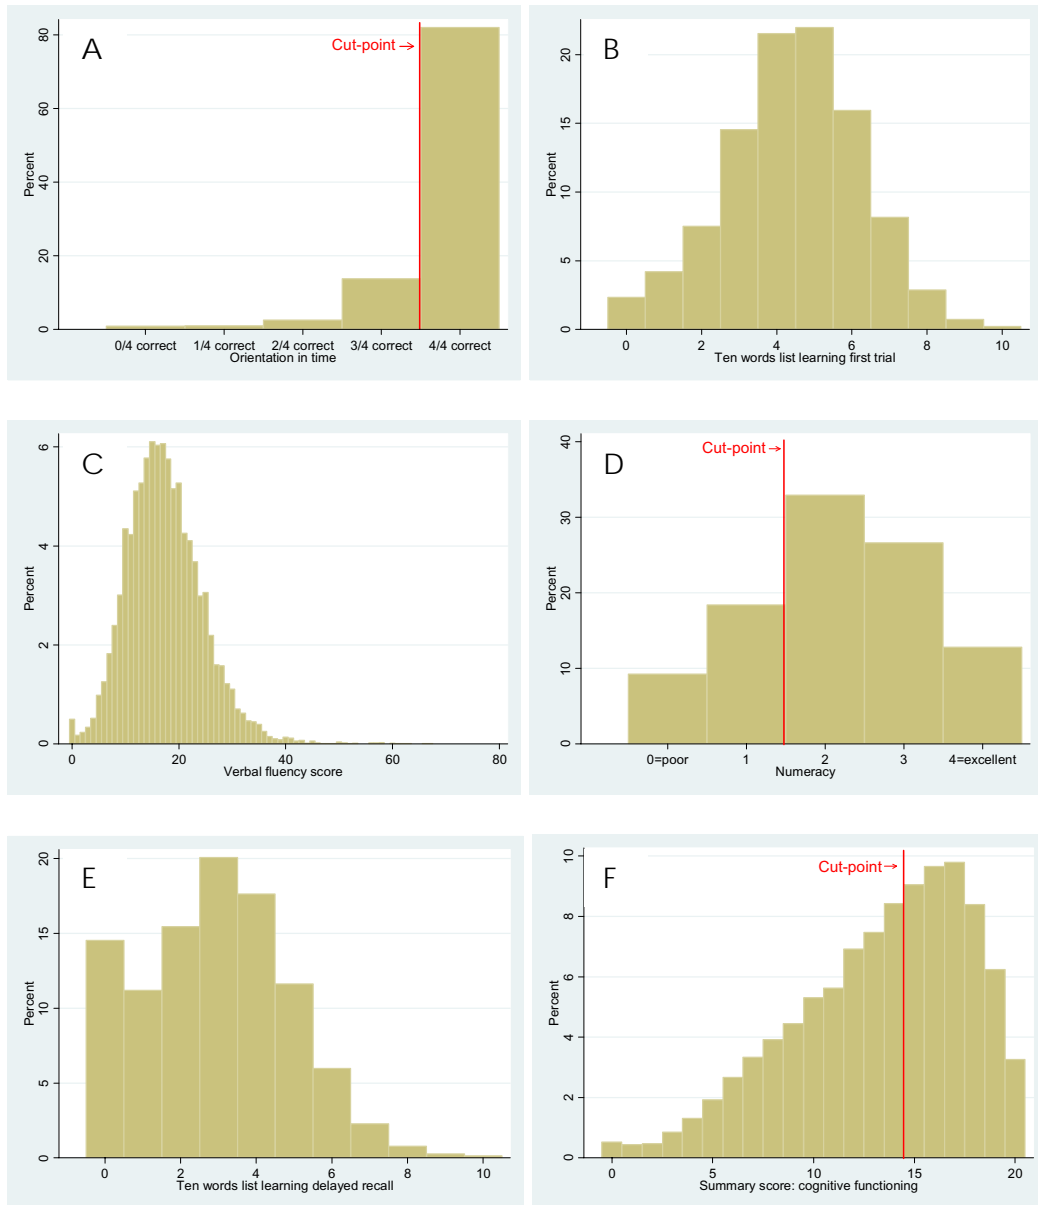 A
Cut-point →
80
60
40
20
0
Percent
0/4 correct 1/4 correct 2/4 correct 3/4 correct 4/4 correct
Orientation in time
B
20
15
10
5
0
Percent
0 2 4 6 8 10
Ten words list learning first trial
C
6
4
2
0
Percent
0 20 40 60 80
Verbal fluency score
D
Cut-point →
40
30
20
10
0
Percent
0=poor 1 2 3 4=excellent
Numeracy
E
20
15
10
5
0
Percent
0 2 4 6 8 10
Ten words list learning delayed recall
F
Cut-point →
10
8
6
4
2
0
Percent
0 5 10 15 20
Summary score: cognitive functioning